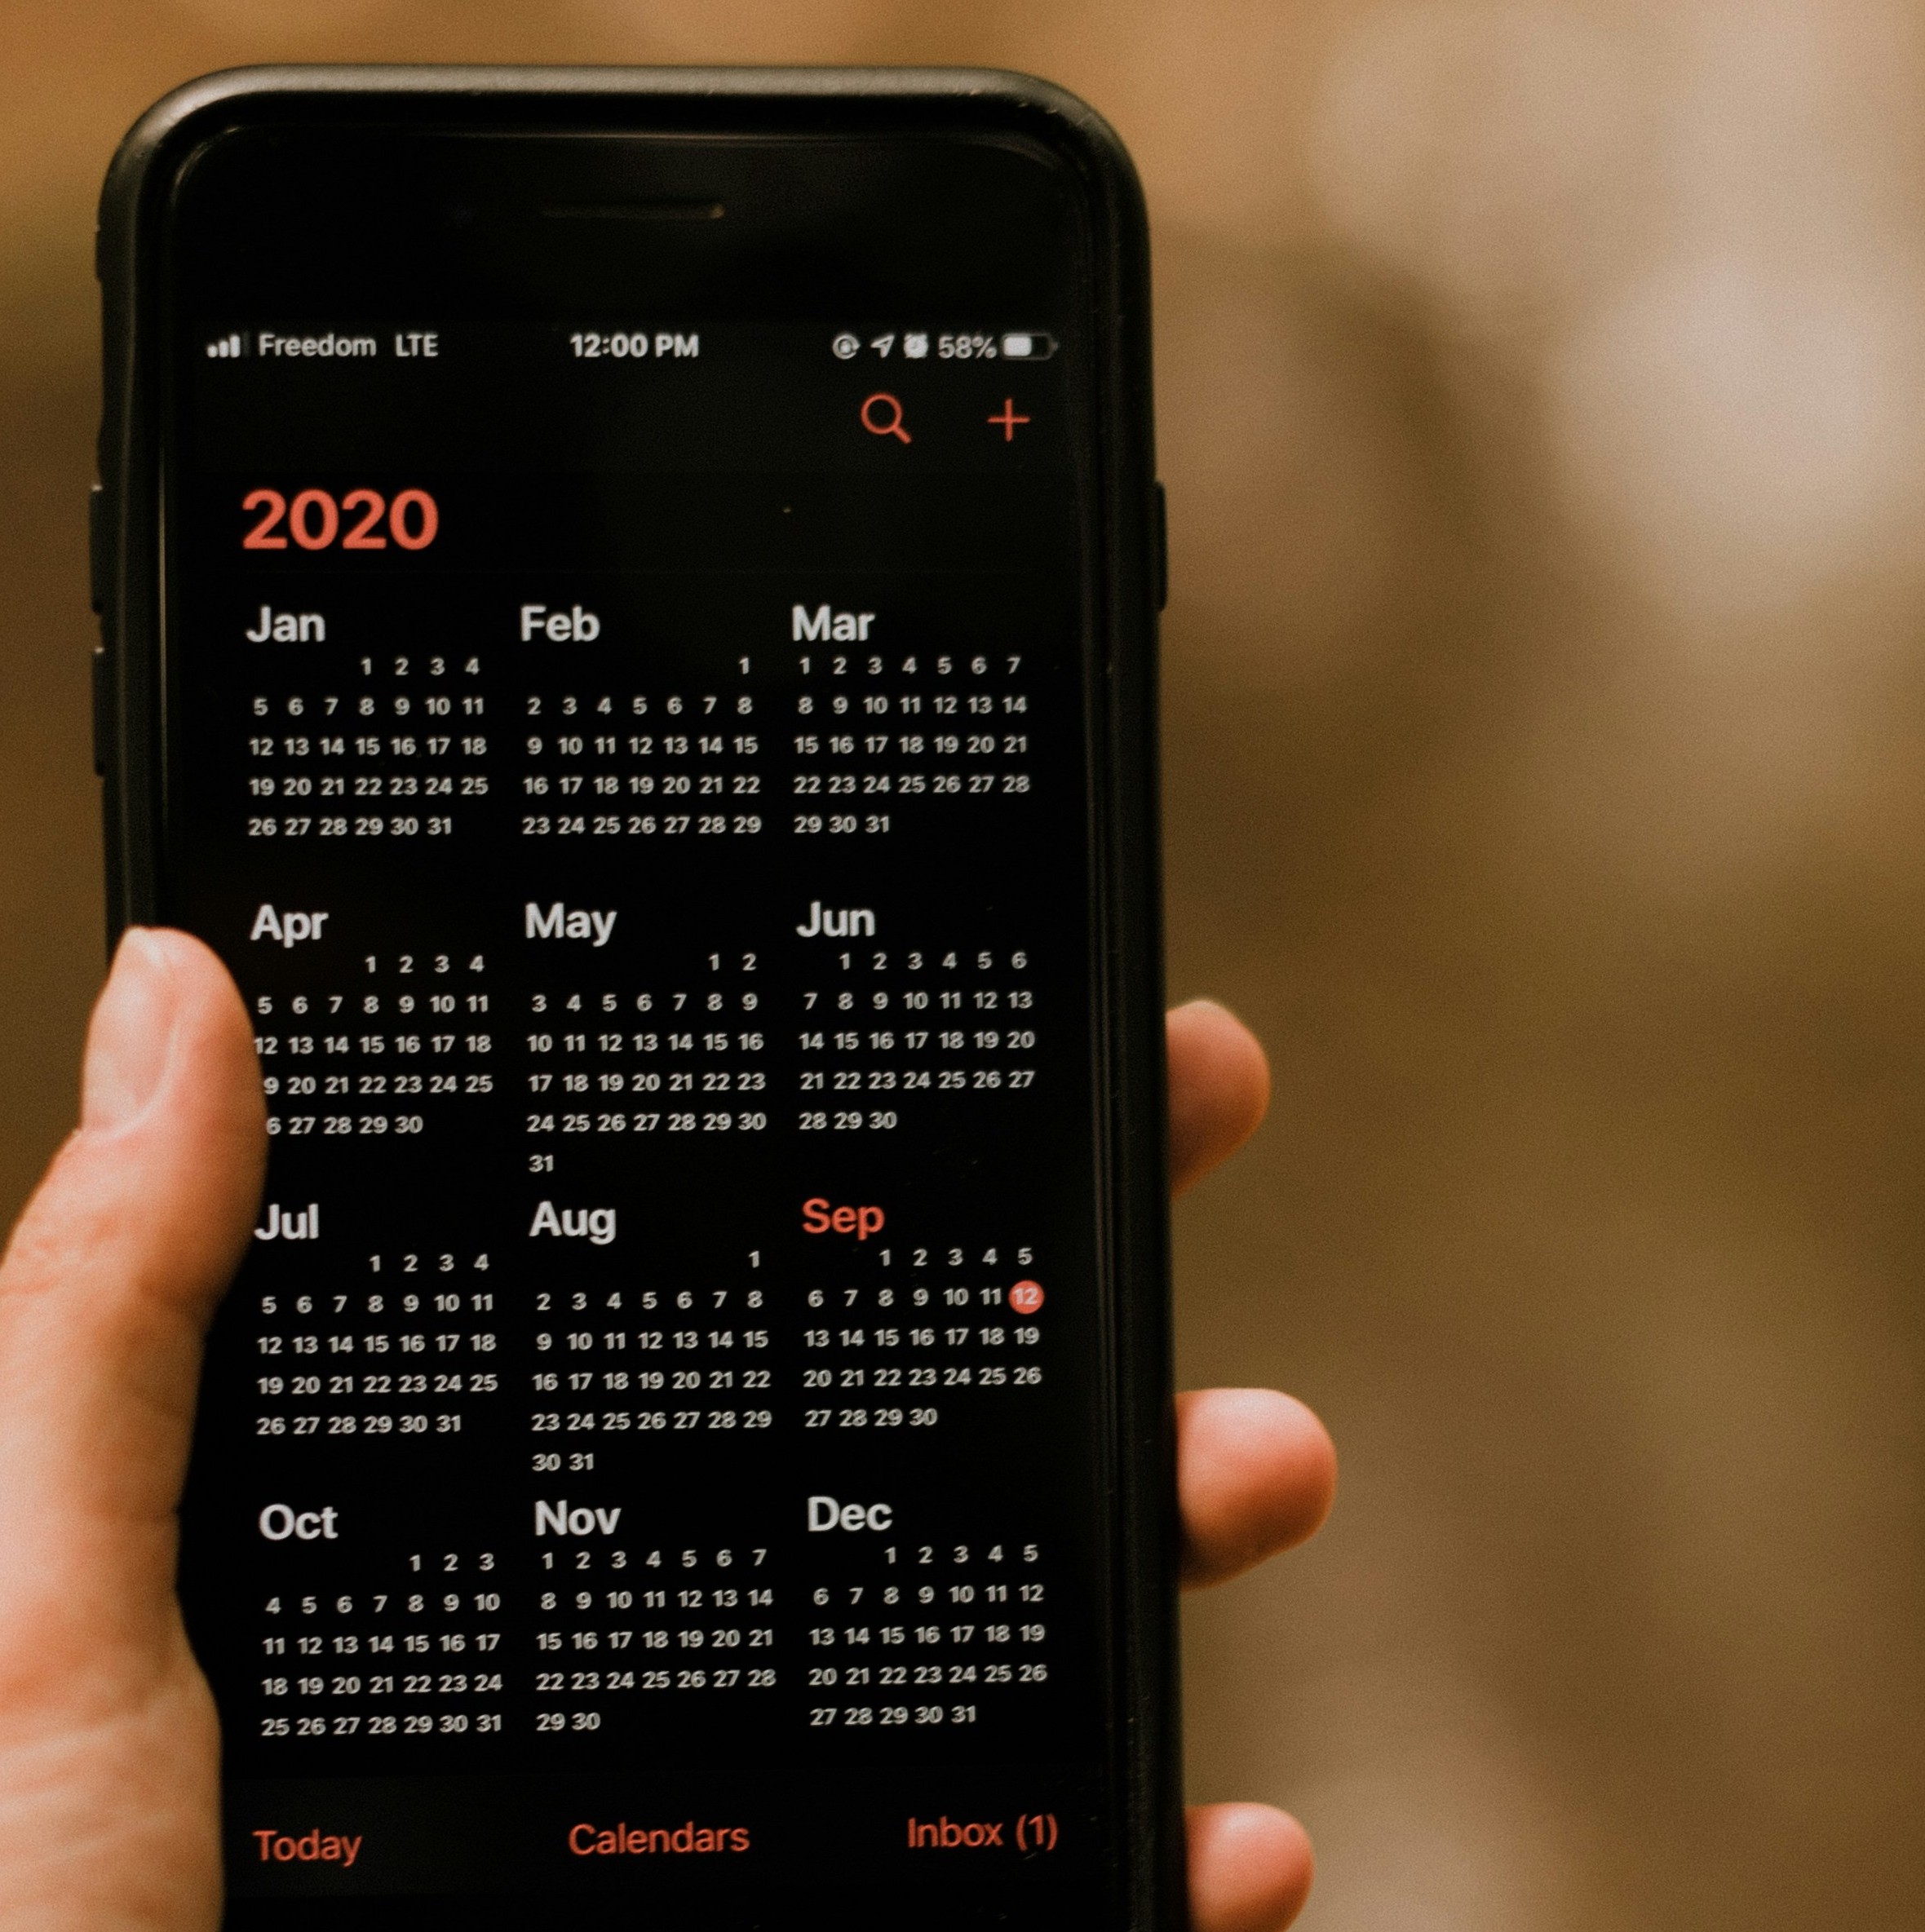 Freedom LTE 12:00 PM 58%
2020
Jan Feb Mar
1 2 3 4 1 1 2 3 4 5 6 7
5 6 7 8 9 10 11 2 3 4 5 6 7 8 8 9 10 11 12 13 14
12 13 14 15 16 17 18 9 10 11 12 13 14 15 15 16 17 18 19 20 21
19 20 21 22 23 24 25 16 17 18 19 20 21 22 22 23 24 25 26 27 28
26 27 28 29 30 31 23 24 25 26 27 28 29 29 30 31
Apr May Jun
1 2 3 4 1 2 1 2 3 4 5 6
5 6 7 8 9 10 11 3 4 5 6 7 8 9 7 8 9 10 11 12 13
12 13 14 15 16 17 18 10 11 12 13 14 15 16 14 15 16 17 18 19 20
9 20 21 22 23 24 25 17 18 19 20 21 22 23 21 22 23 24 25 26 27
6 27 28 29 30 24 25 26 27 28 29 30 28 29 30
31
Jul Aug Sep
1 2 3 4 1 1 2 3 4 5
5 6 7 8 9 10 11 2 3 4 5 6 7 8 6 7 8 9 10 11 12
12 13 14 15 16 17 18 9 10 11 12 13 14 15 13 14 15 16 17 18 19
19 20 21 22 23 24 25 16 17 18 19 20 21 22 20 21 22 23 24 25 26
26 27 28 29 30 31 23 24 25 26 27 28 29 27 28 29 30
30 31
Oct Nov Dec
1 2 3 1 2 3 4 5 6 7 1 2 3 4 5
4 5 6 7 8 9 10 8 9 10 11 12 13 14 6 7 8 9 10 11 12
11 12 13 14 15 16 17 15 16 17 18 19 20 21 13 14 15 16 17 18 19
18 19 20 21 22 23 24 22 23 24 25 26 27 28 20 21 22 23 24 25 26
25 26 27 28 29 30 31 29 30 27 28 29 30 31
Today Calendars Inbox (1)